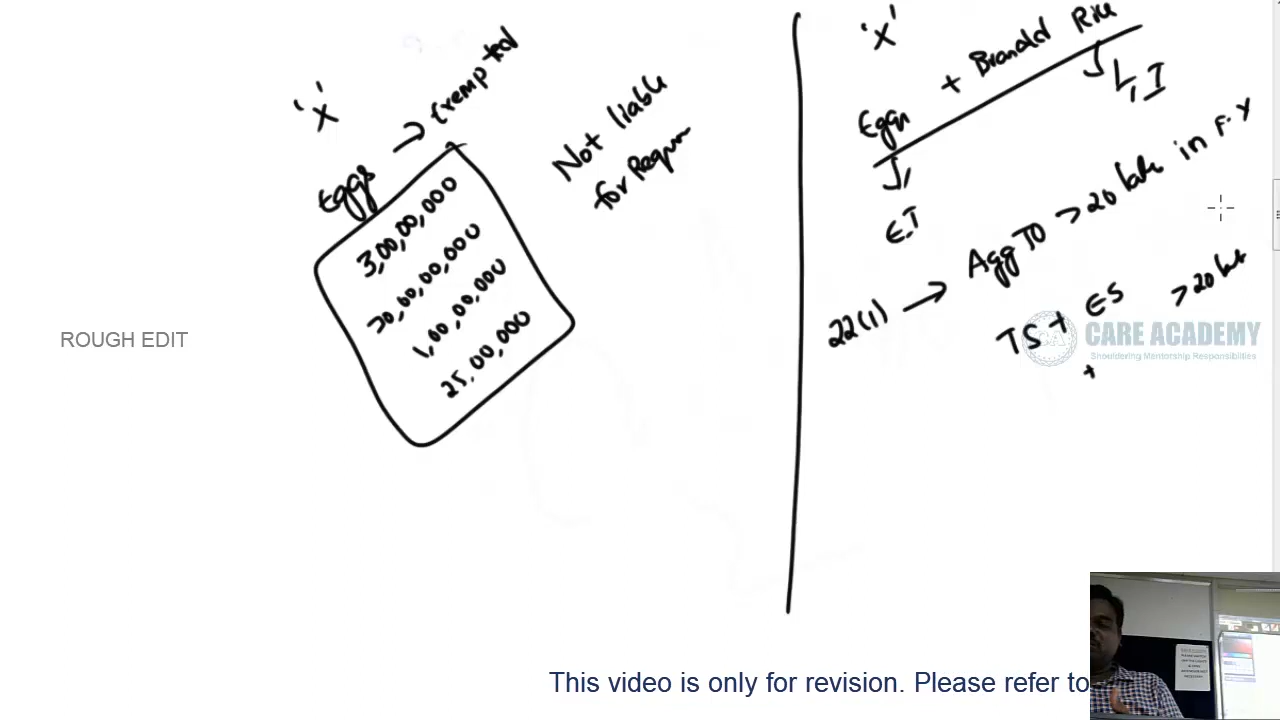 'X'
Eggs → Exempted
3,00,00,000
20,00,00,000
1,00,00,000
25,00,000
Not liable
for Regn
'X'
Eggs + Branded Rice
E.T
L, T
22(1) → Agg TO > 20 lakh in F.Y
TS + ES > 20 lakh
+
CARE ACADEMY
Shouldering Mentorship Responsiblities
ROUGH EDIT
This video is only for revision. Please refer to